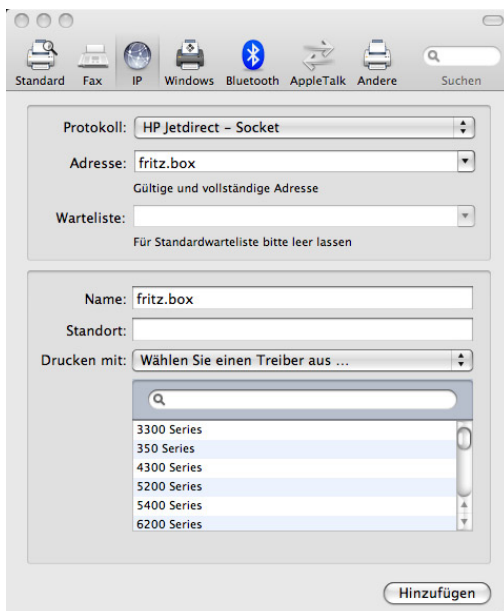 Standard Fax IP Windows Bluetooth AppleTalk Andere Suchen
Protokoll: HP Jetdirect – Socket
Adresse: fritz.box
Gültige und vollständige Adresse
Warteliste:
Für Standardwarteliste bitte leer lassen
Name: fritz.box
Standort:
Drucken mit: Wählen Sie einen Treiber aus ...
3300 Series
350 Series
4300 Series
5200 Series
5400 Series
6200 Series
Hinzufügen